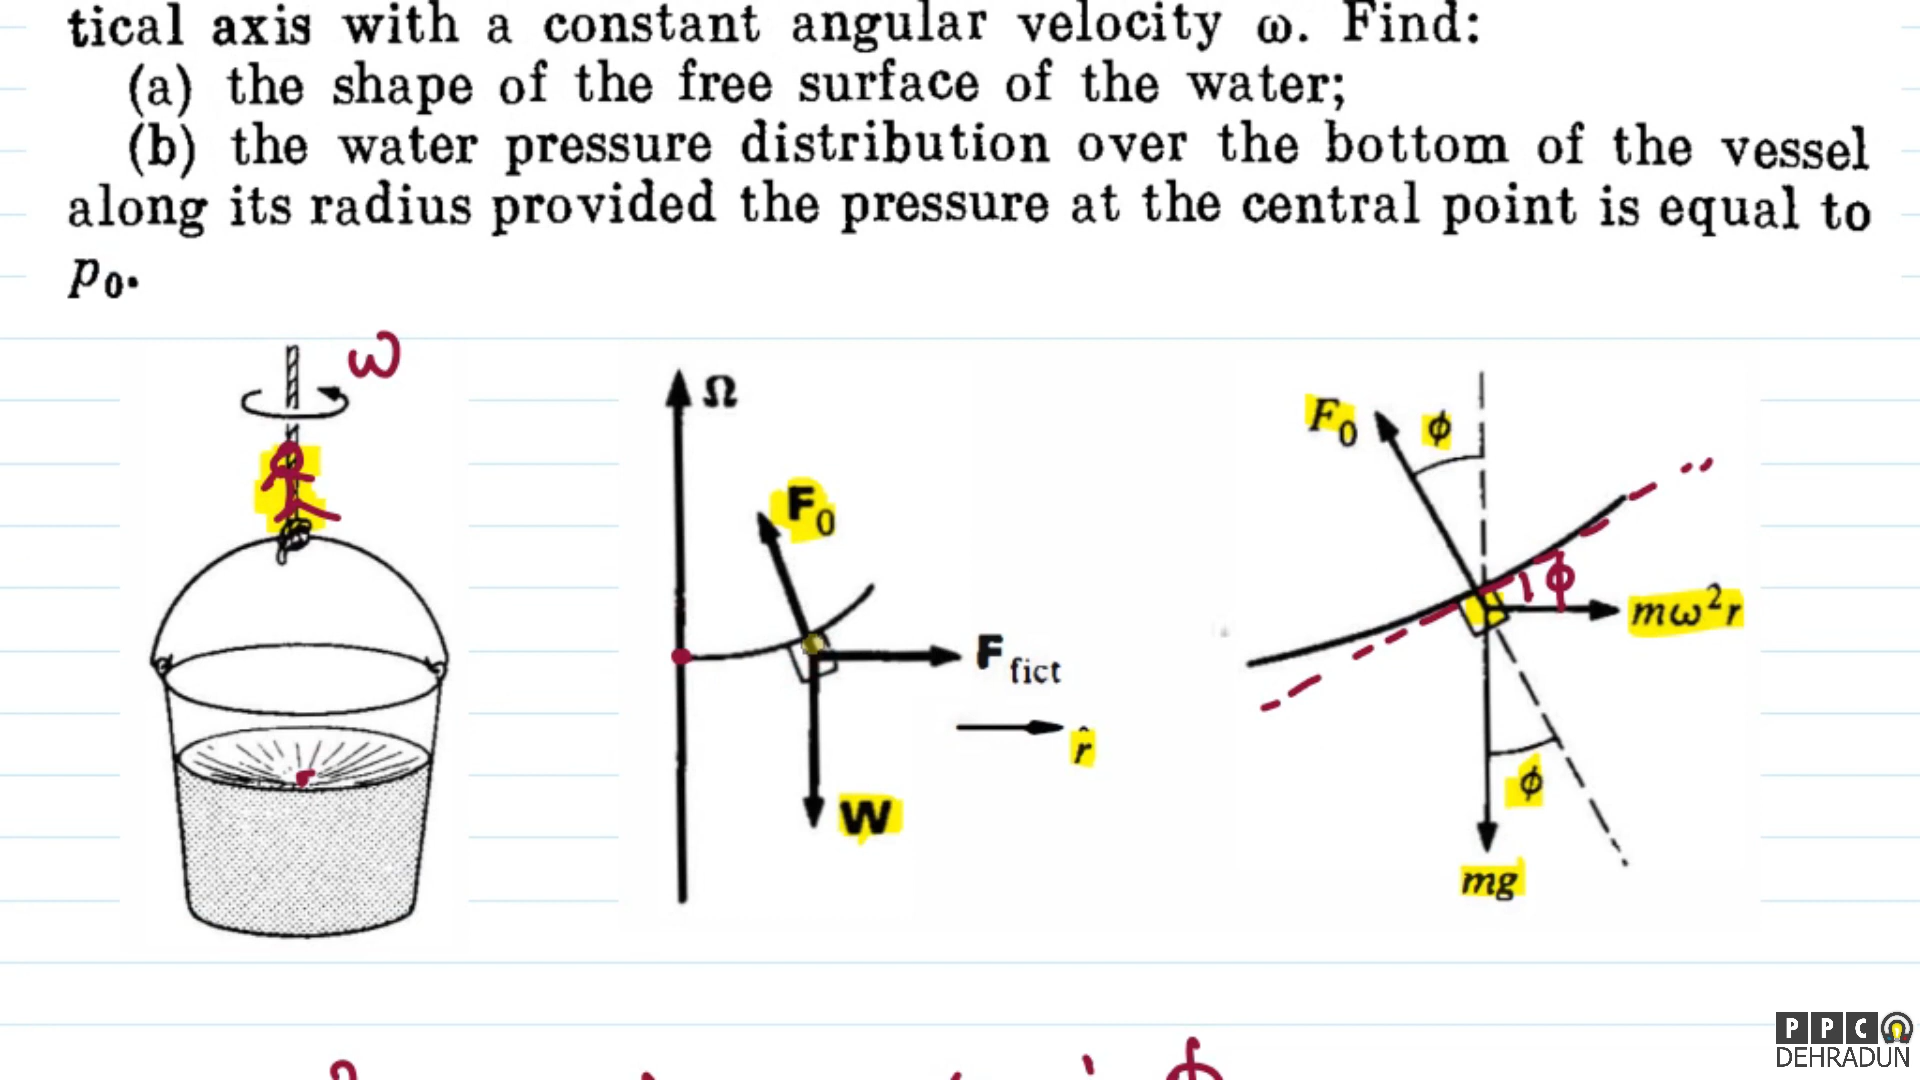 tical axis with a constant angular velocity ω. Find:
(a) the shape of the free surface of the water;
(b) the water pressure distribution over the bottom of the vessel
along its radius provided the pressure at the central point is equal to
p₀.
ω
Ω
F₀
F fict
r̂
W
F₀
ϕ
ϕ
mω²r
ϕ
mg
PPC
DEHRADUN